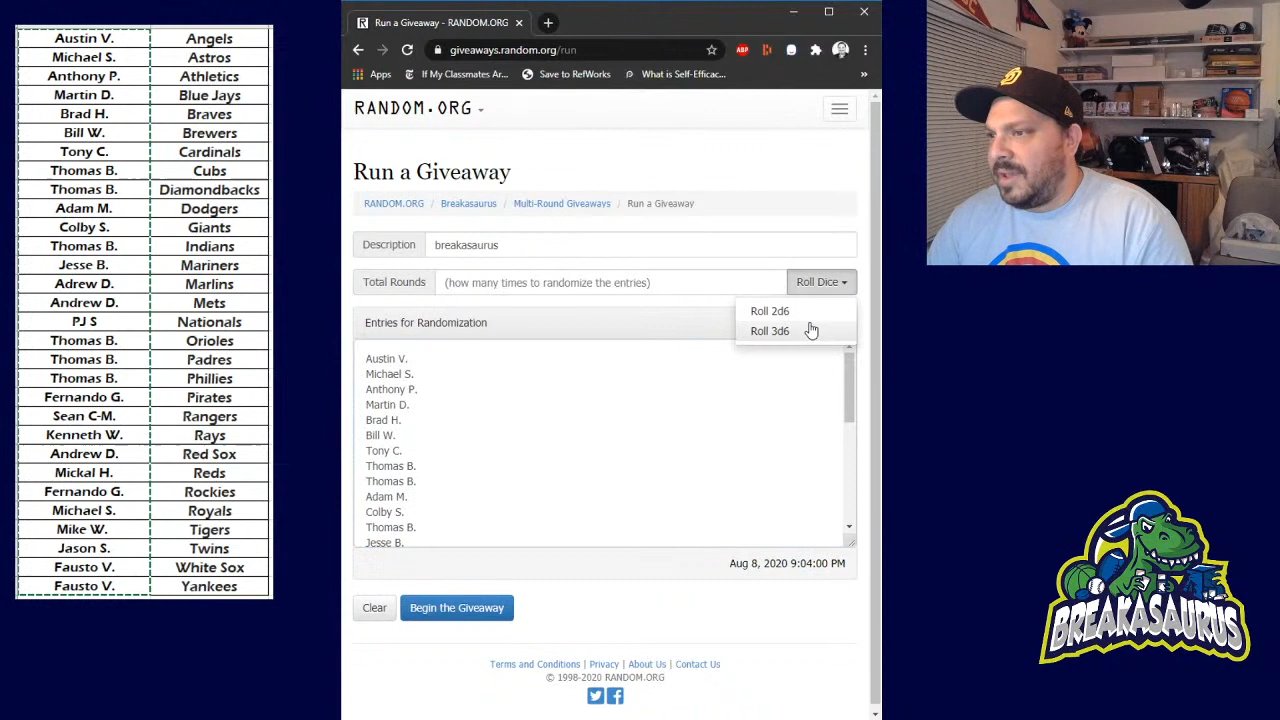 Austin V. Angels
Michael S. Astros
Anthony P. Athletics
Martin D. Blue Jays
Brad H. Braves
Bill W. Brewers
Tony C. Cardinals
Thomas B. Cubs
Thomas B. Diamondbacks
Adam M. Dodgers
Colby S. Giants
Thomas B. Indians
Jesse B. Mariners
Adrew D. Marlins
Andrew D. Mets
PJ S Nationals
Thomas B. Orioles
Thomas B. Padres
Thomas B. Phillies
Fernando G. Pirates
Sean C-M. Rangers
Kenneth W. Rays
Andrew D. Red Sox
Mickal H. Reds
Fernando G. Rockies
Michael S. Royals
Mike W. Tigers
Jason S. Twins
Fausto V. White Sox
Fausto V. Yankees
Run a Giveaway - RANDOM.ORG
giveaways.random.org/run
ABP
Apps If My Classmates Ar... Save to RefWorks What is Self-Efficac...
RANDOM.ORG
Run a Giveaway
RANDOM.ORG / Breakasaurus / Multi-Round Giveaways / Run a Giveaway
Description breakasaurus
Total Rounds (how many times to randomize the entries) Roll Dice
Roll 2d6
Roll 3d6
Entries for Randomization
Austin V.
Michael S.
Anthony P.
Martin D.
Brad H.
Bill W.
Tony C.
Thomas B.
Thomas B.
Adam M.
Colby S.
Thomas B.
Jesse B.
Aug 8, 2020 9:04:00 PM
Clear Begin the Giveaway
Terms and Conditions | Privacy | About Us | Contact Us
© 1998-2020 RANDOM.ORG
BREAKASAURUS